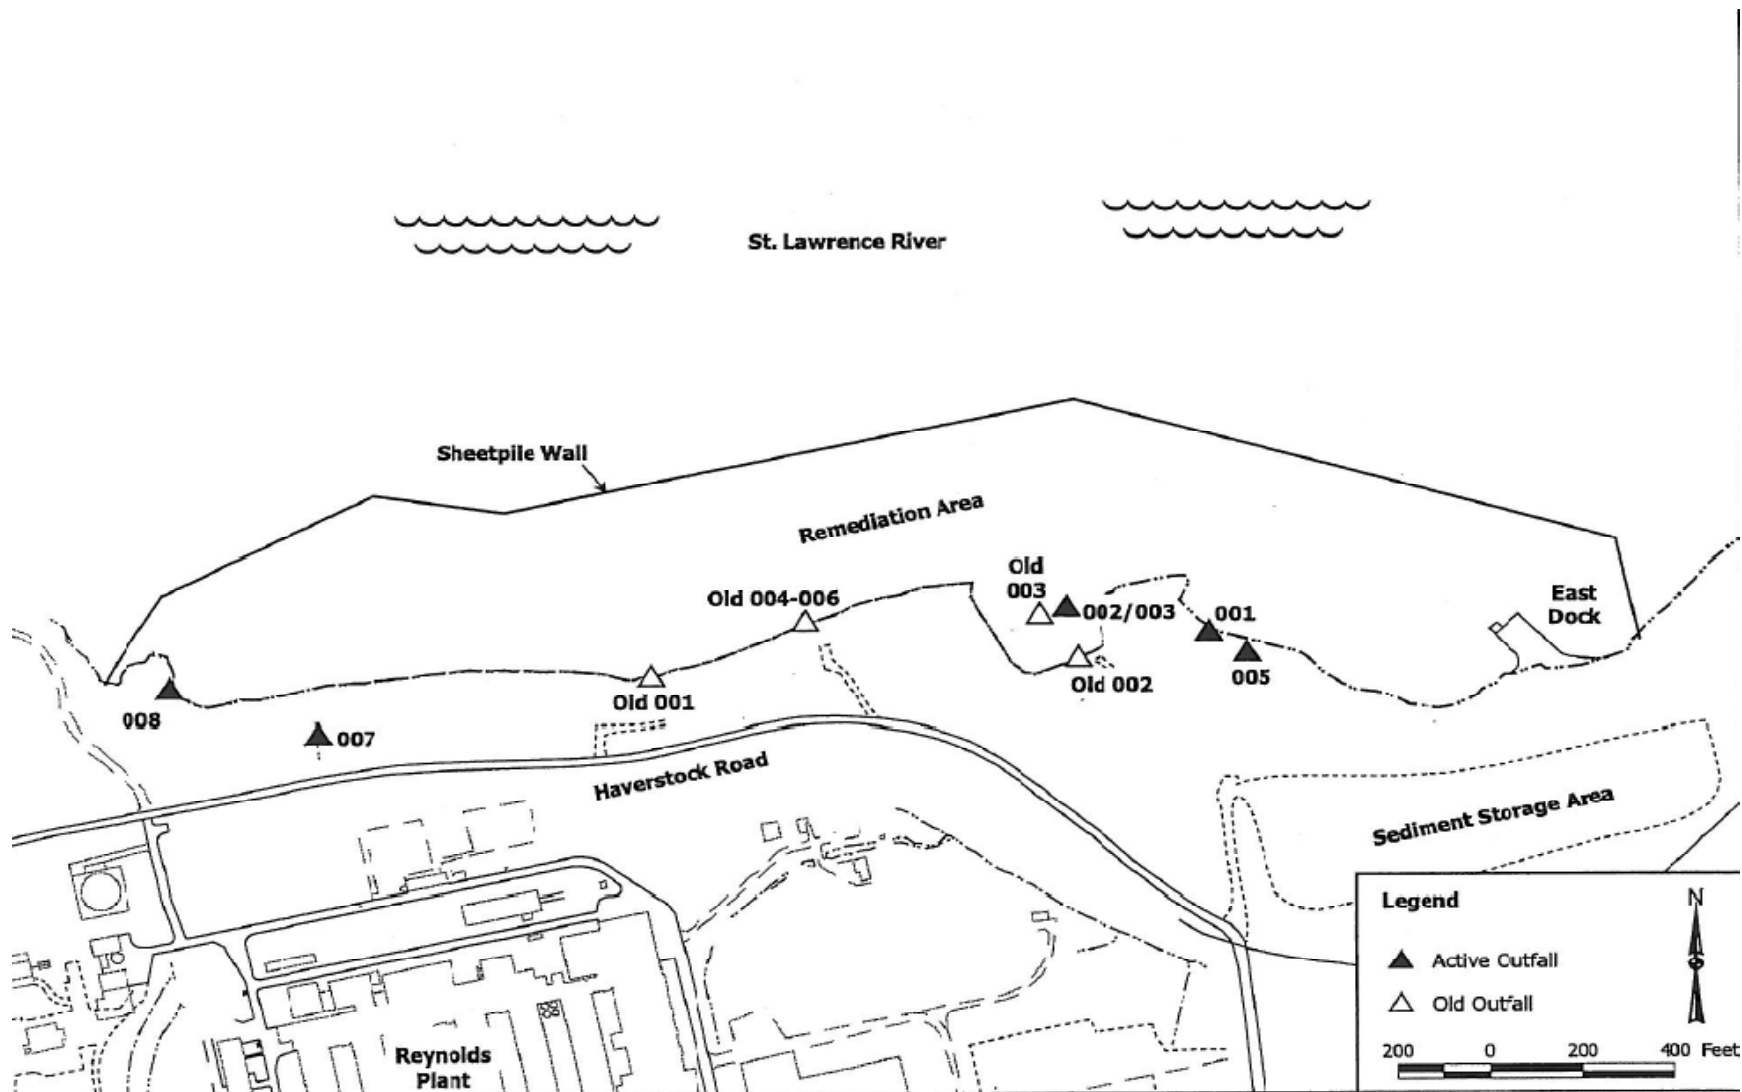 St. Lawrence River
Sheetpile Wall
Remediation Area
Old
003
Old 004-006
002/003
001
East
Dock
Old 001
Old 002
005
008
007
Haverstock Road
Sediment Storage Area
Legend
N
Active Outfall
Old Outfall
200 0 200 400 Feet
Reynolds
Plant